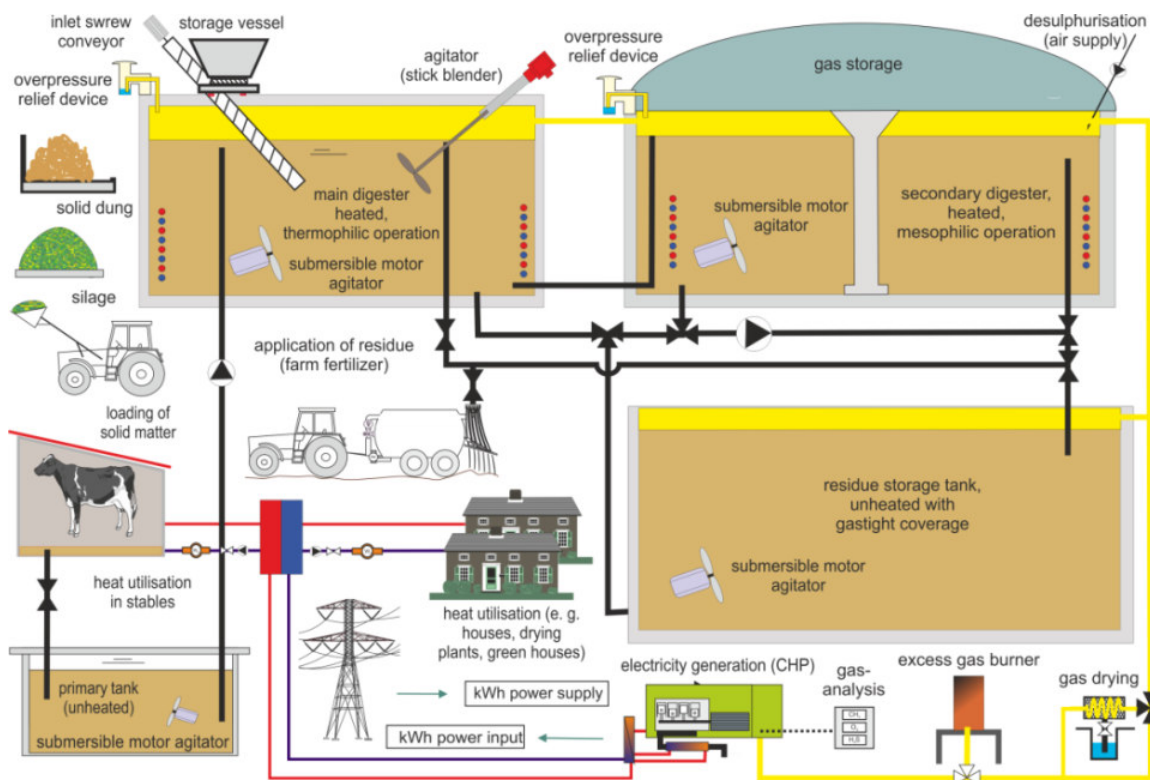 inlet swrew
conveyor
storage vessel
agitator
(stick blender)
overpressure
relief device
desulphurisation
(air supply)
gas storage
overpressure
relief device
solid dung
main digester
heated,
thermophilic operation
submersible motor
agitator
submersible motor
agitator
secondary digester,
heated,
mesophilic operation
silage
application of residue
(farm fertilizer)
loading of
solid matter
residue storage tank,
unheated with
gastight coverage
submersible motor
agitator
heat utilisation
in stables
heat utilisation (e. g.
houses, drying
plants, green houses)
electricity generation (CHP)
gas-
analysis
excess gas burner
gas drying
primary tank
(unheated)
submersible motor agitator
kWh power supply
kWh power input
CH₄
O₂
H₂S